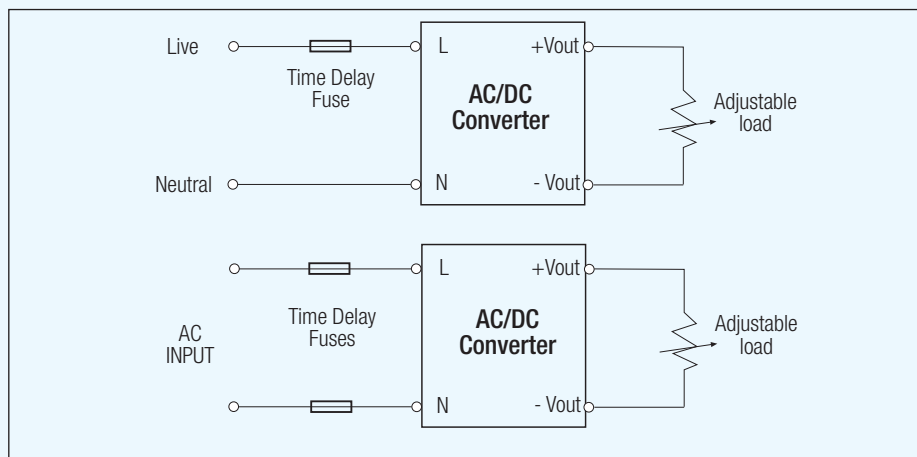 Live
Time Delay
Fuse
L
+Vout
AC/DC
Converter
Adjustable
load
Neutral
N
- Vout
AC
INPUT
Time Delay
Fuses
L
+Vout
AC/DC
Converter
Adjustable
load
N
- Vout